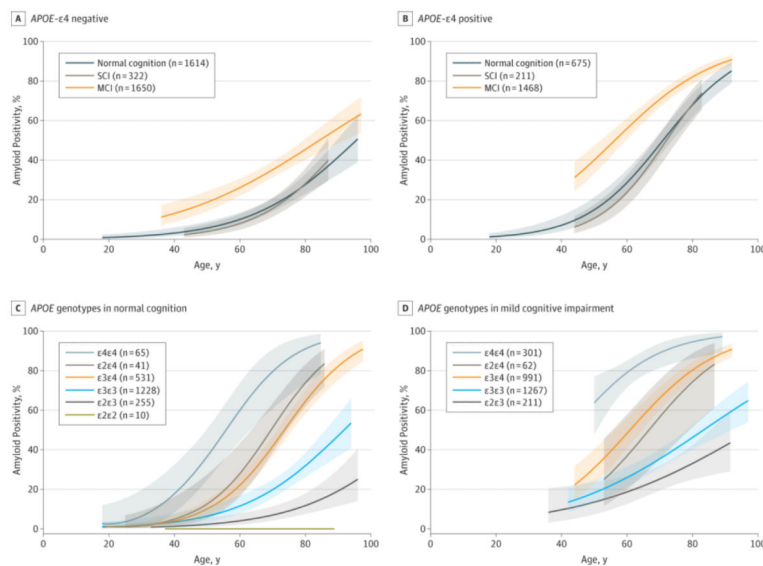 A APOE-ε4 negative
100
80
60
40
20
0
Amyloid Positivity, %
Normal cognition (n = 1614)
SCI (n = 322)
MCI (n = 1650)
0 20 40 60 80 100
Age, y
B APOE-ε4 positive
100
80
60
40
20
0
Amyloid Positivity, %
Normal cognition (n = 675)
SCI (n = 211)
MCI (n = 1468)
0 20 40 60 80 100
Age, y
C APOE genotypes in normal cognition
100
80
60
40
20
0
Amyloid Positivity, %
ε4ε4 (n = 65)
ε2ε4 (n = 41)
ε3ε4 (n = 531)
ε3ε3 (n = 1228)
ε2ε3 (n = 255)
ε2ε2 (n = 10)
0 20 40 60 80 100
Age, y
D APOE genotypes in mild cognitive impairment
100
80
60
40
20
0
Amyloid Positivity, %
ε4ε4 (n = 301)
ε2ε4 (n = 62)
ε3ε4 (n = 991)
ε3ε3 (n = 1267)
ε2ε3 (n = 211)
0 20 40 60 80 100
Age, y